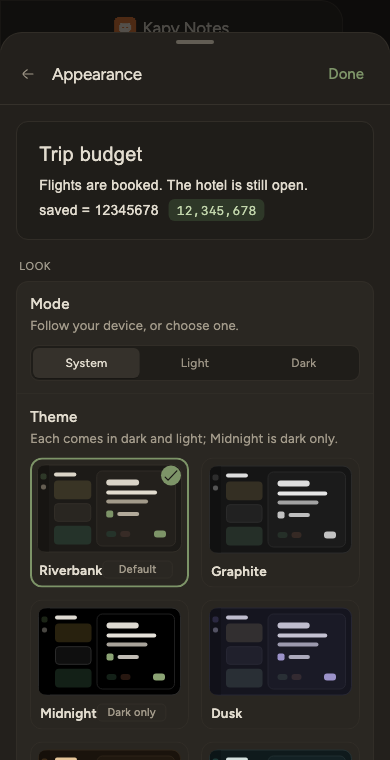 Kapy Notes
Appearance
Done
Trip budget
Flights are booked. The hotel is still open.
saved = 12345678 12,345,678
LOOK
Mode
Follow your device, or choose one.
System Light Dark
Theme
Each comes in dark and light; Midnight is dark only.
Riverbank Default
Graphite
Midnight Dark only
Dusk